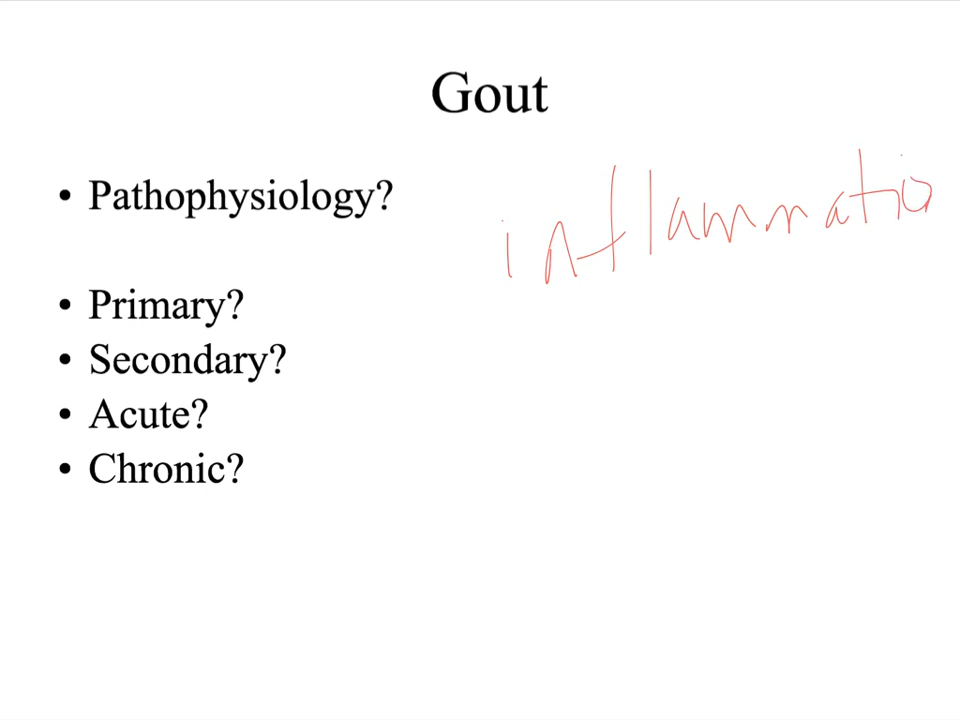 Gout
• Pathophysiology?
inflammatio
• Primary?
• Secondary?
• Acute?
• Chronic?